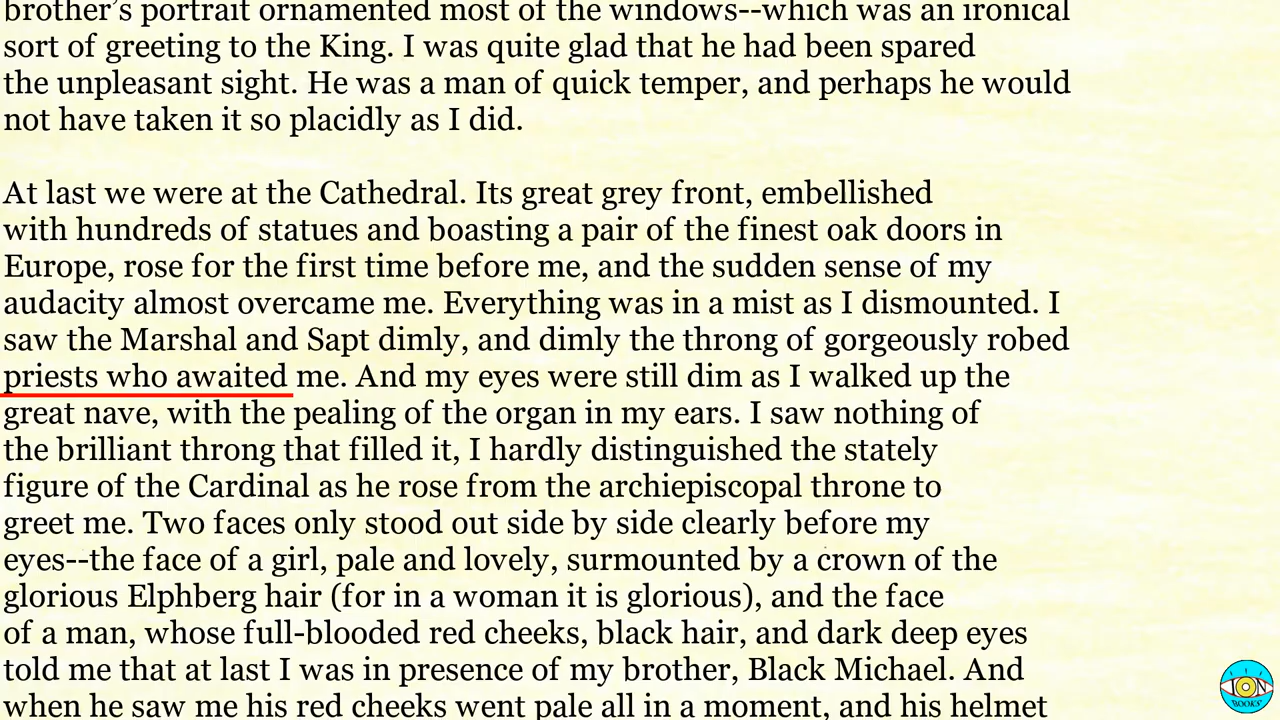 brother's portrait ornamented most of the windows--which was an ironical
sort of greeting to the King. I was quite glad that he had been spared
the unpleasant sight. He was a man of quick temper, and perhaps he would
not have taken it so placidly as I did.
At last we were at the Cathedral. Its great grey front, embellished
with hundreds of statues and boasting a pair of the finest oak doors in
Europe, rose for the first time before me, and the sudden sense of my
audacity almost overcame me. Everything was in a mist as I dismounted. I
saw the Marshal and Sapt dimly, and dimly the throng of gorgeously robed
priests who awaited me. And my eyes were still dim as I walked up the
great nave, with the pealing of the organ in my ears. I saw nothing of
the brilliant throng that filled it, I hardly distinguished the stately
figure of the Cardinal as he rose from the archiepiscopal throne to
greet me. Two faces only stood out side by side clearly before my
eyes--the face of a girl, pale and lovely, surmounted by a crown of the
glorious Elphberg hair (for in a woman it is glorious), and the face
of a man, whose full-blooded red cheeks, black hair, and dark deep eyes
told me that at last I was in presence of my brother, Black Michael. And
when he saw me his red cheeks went pale all in a moment, and his helmet
ION
BOOKS